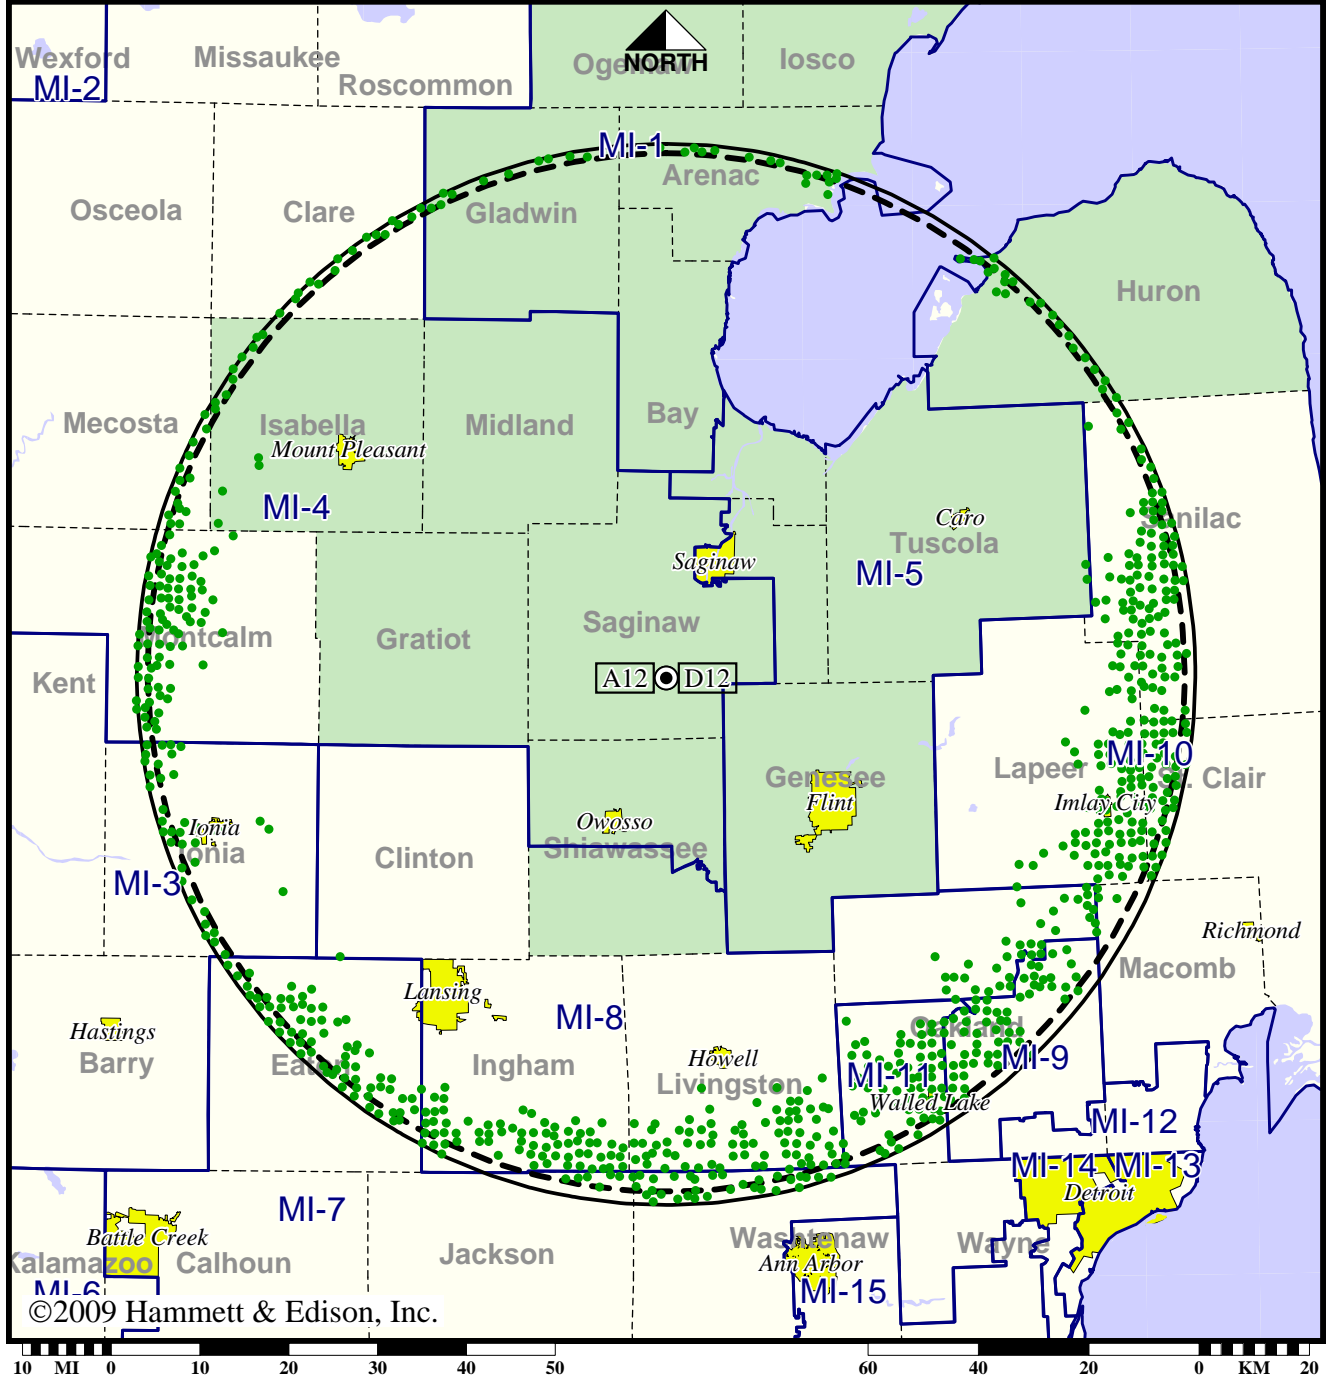 Wexford
Missaukee
Ogemaw
NORTH
Iosco
MI-2
Roscommon
MI-1
Arenac
Osceola
Clare
Gladwin
Huron
Mecosta
Isabella
Mount Pleasant
Midland
Bay
MI-4
Caro
Tuscola
Sanilac
Saginaw
MI-5
Saginaw
Montcalm
Gratiot
Kent
A12
D12
MI-10
Lapeer
St. Clair
Genesee
Flint
Imlay City
Ionia
Ionia
Owosso
Shiawassee
Clinton
MI-3
Richmond
Macomb
Lansing
MI-8
Hastings
Barry
Eaton
Ingham
Howell
Livingston
Oakland
MI-9
MI-11
Walled Lake
MI-12
MI-14
MI-13
Detroit
MI-7
Battle Creek
Kalamazoo
Calhoun
Jackson
Washtenaw
Ann Arbor
Wayne
MI-6
MI-15
©2009 Hammett & Edison, Inc.
10 MI 0 10 20 30 40 50
60 40 20 0 KM 20